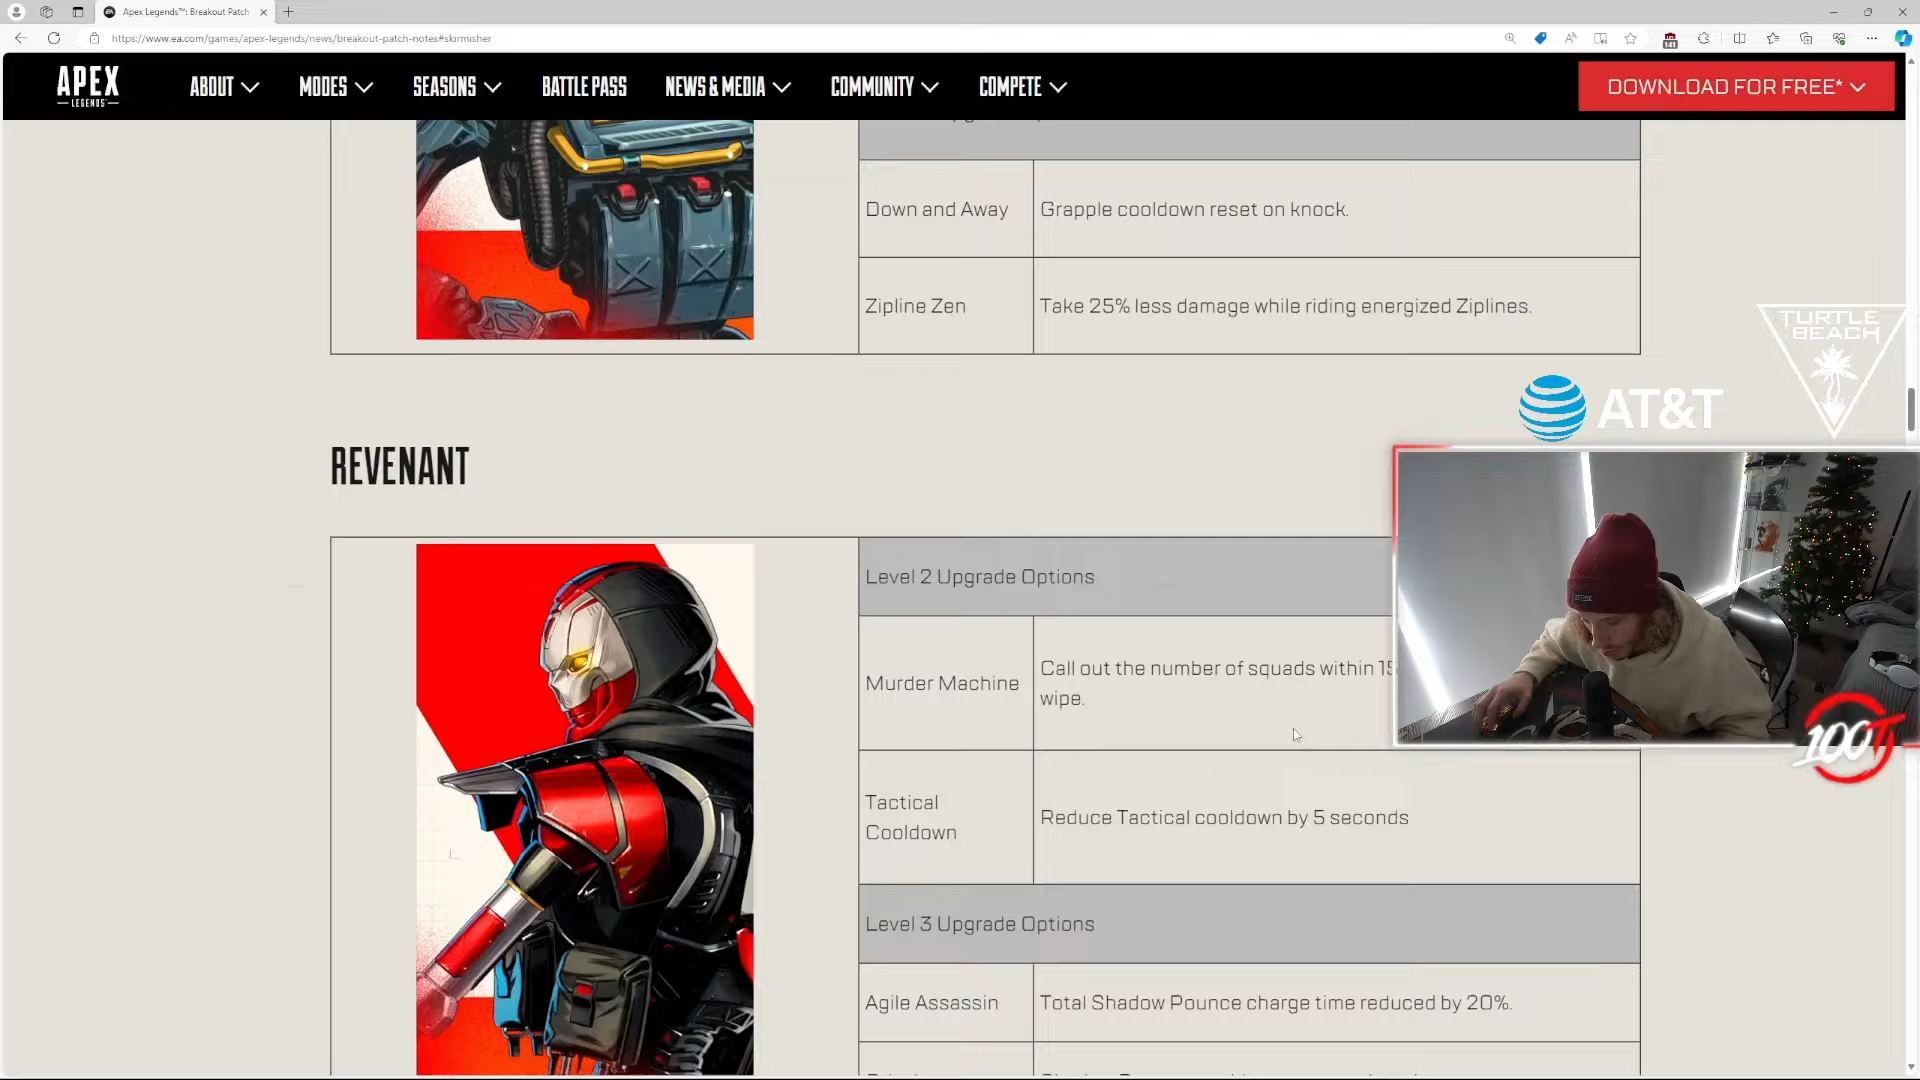 Apex Legends™: Breakout Patch
https://www.ea.com/games/apex-legends/news/breakout-patch-notes#skirmisher
141
APEX
LEGENDS
ABOUT
MODES
SEASONS
BATTLE PASS
NEWS & MEDIA
COMMUNITY
COMPETE
DOWNLOAD FOR FREE*
Down and Away
Grapple cooldown reset on knock.
Zipline Zen
Take 25% less damage while riding energized Ziplines.
TURTLE
BEACH
AT&T
REVENANT
Level 2 Upgrade Options
Murder Machine
Call out the number of squads within
wipe.
100T
Tactical
Cooldown
Reduce Tactical cooldown by 5 seconds
Level 3 Upgrade Options
Agile Assassin
Total Shadow Pounce charge time reduced by 20%.